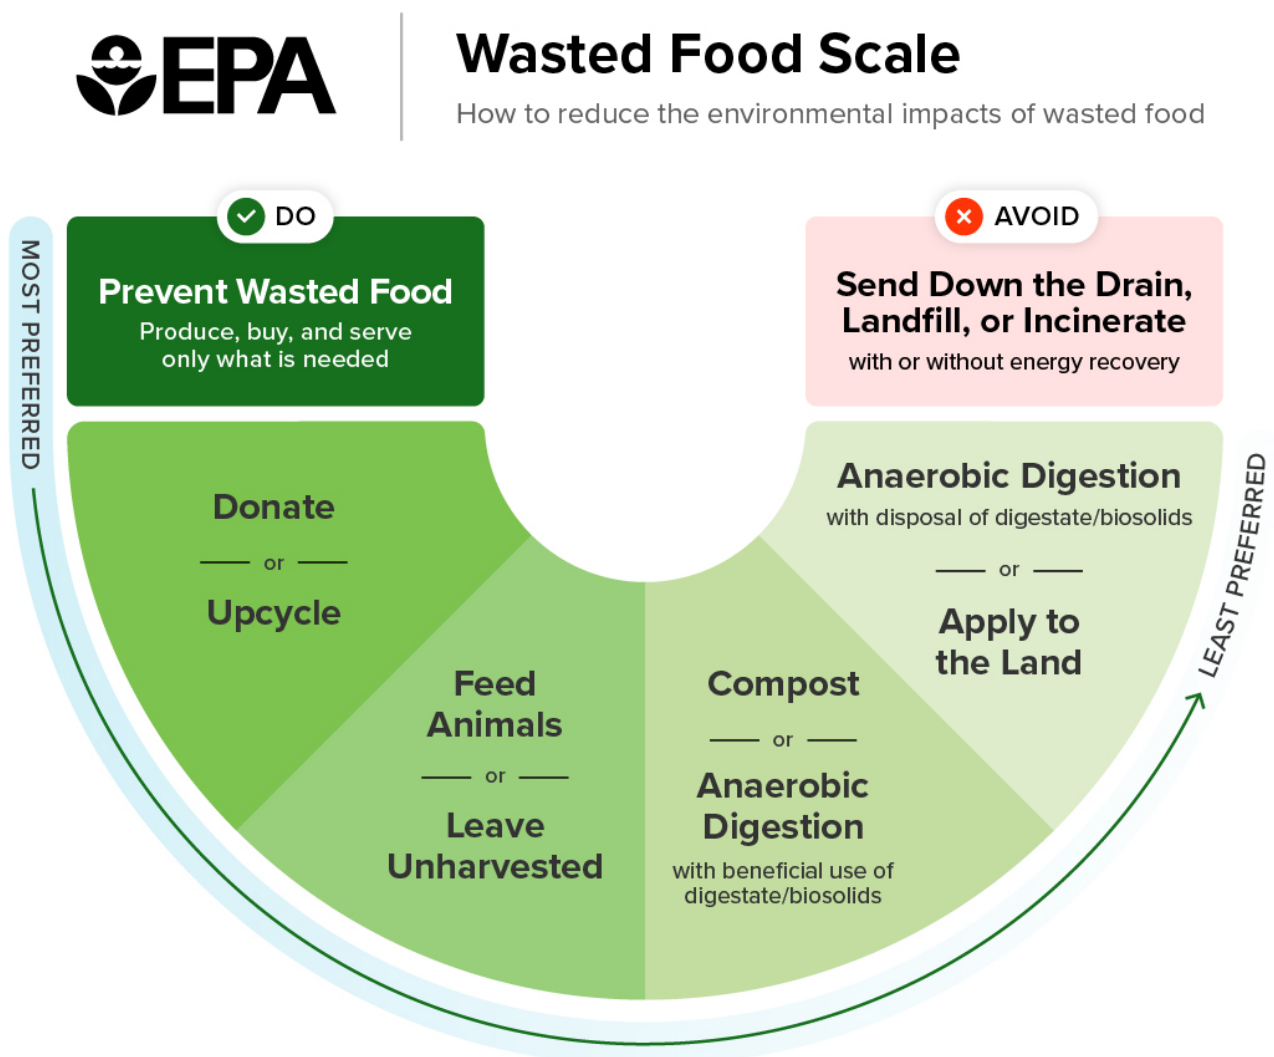 EPA
Wasted Food Scale
How to reduce the environmental impacts of wasted food
MOST PREFERRED
DO
Prevent Wasted Food
Produce, buy, and serve
only what is needed
Donate
or
Upcycle
Feed
Animals
or
Leave
Unharvested
Compost
or
Anaerobic
Digestion
with beneficial use of
digestate/biosolids
Anaerobic Digestion
with disposal of digestate/biosolids
or
Apply to
the Land
AVOID
Send Down the Drain,
Landfill, or Incinerate
with or without energy recovery
LEAST PREFERRED